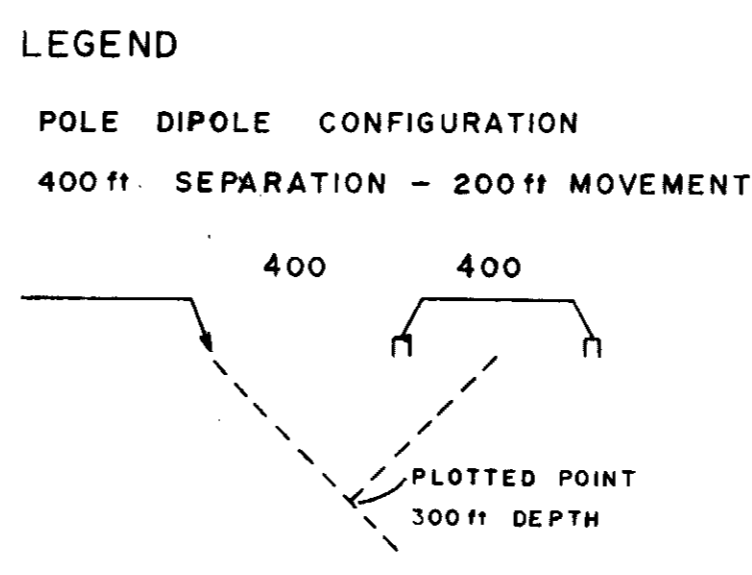 LEGEND
POLE DIPOLE CONFIGURATION
400 ft. SEPARATION - 200 ft MOVEMENT
400 400
PLOTTED POINT
300 ft DEPTH